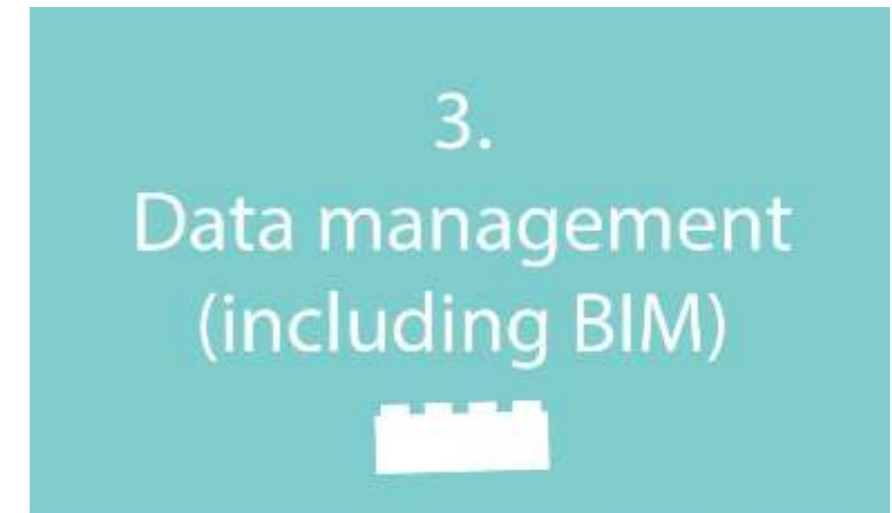 3.
Data management
(including BIM)